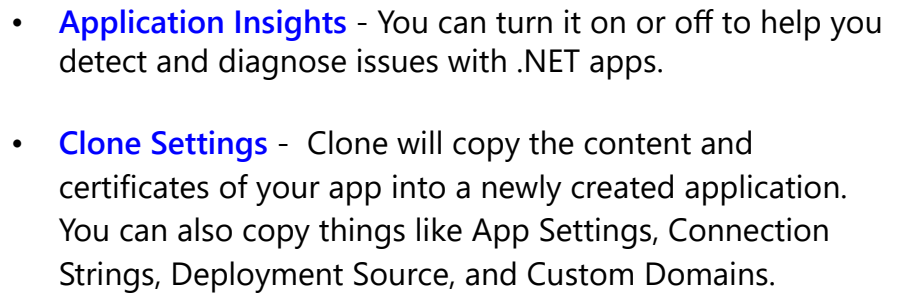 • Application Insights - You can turn it on or off to help you
detect and diagnose issues with .NET apps.
• Clone Settings - Clone will copy the content and
certificates of your app into a newly created application.
You can also copy things like App Settings, Connection
Strings, Deployment Source, and Custom Domains.